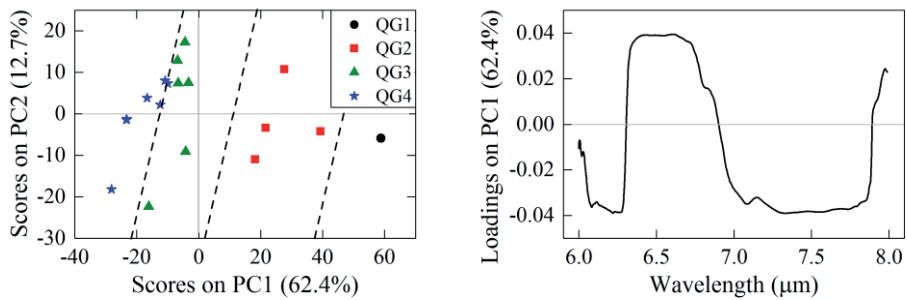 Scores on PC2 (12.7%)
20
10
0
-10
-20
-30
-40
-20
0
20
40
60
80
Scores on PC1 (62.4%)
QG1
QG2
QG3
QG4
Loadings on PC1 (62.4%)
0.04
0.02
0.00
-0.02
-0.04
6.0
6.5
7.0
7.5
8.0
Wavelength (μm)